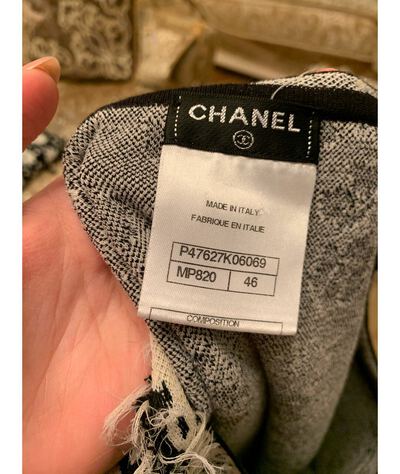 CHANEL
MADE IN ITALY
FABRIQUE EN ITALIE
P47627K06069
MP820 46
COMPOSITION